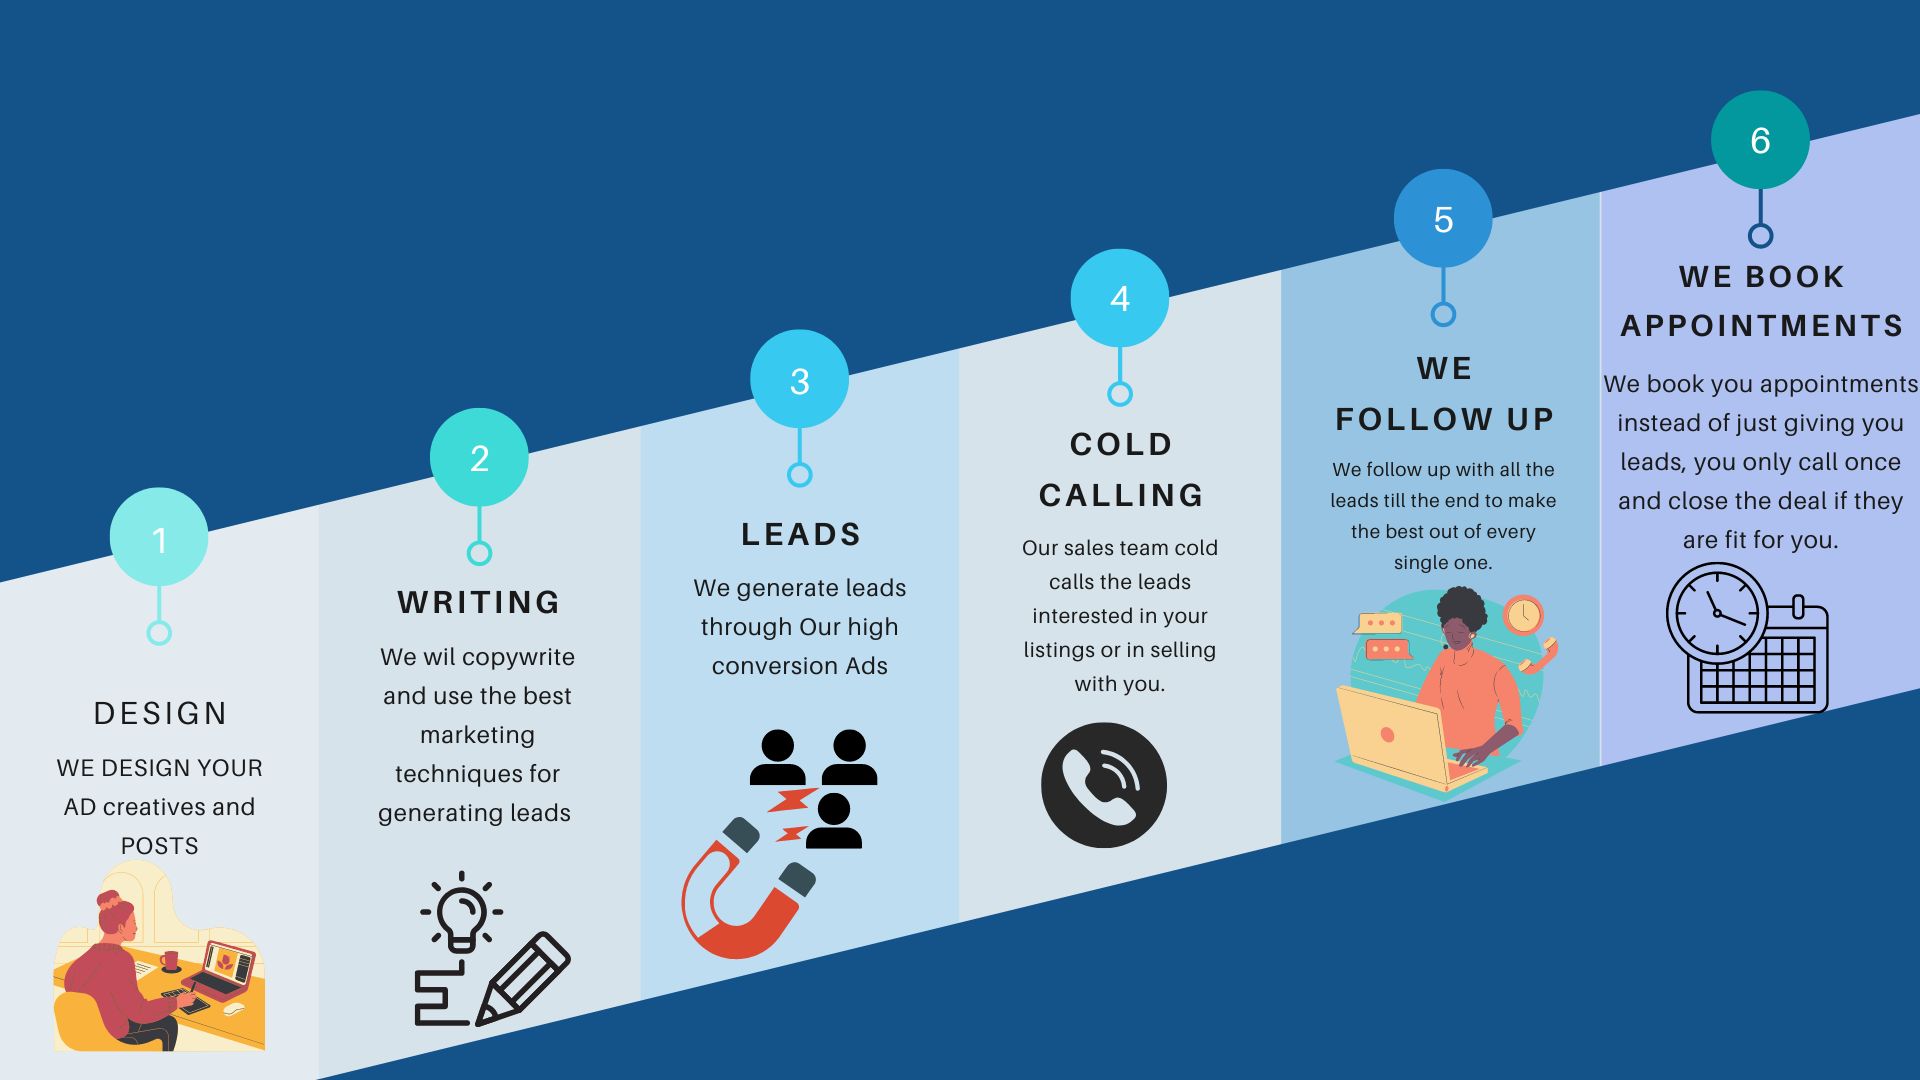 1
DESIGN
WE DESIGN YOUR
AD creatives and
POSTS
2
WRITING
We wil copywrite
and use the best
marketing
techniques for
generating leads
3
LEADS
We generate leads
through Our high
conversion Ads
4
COLD
CALLING
Our sales team cold
calls the leads
interested in your
listings or in selling
with you.
5
WE
FOLLOW UP
We follow up with all the
leads till the end to make
the best out of every
single one.
6
WE BOOK
APPOINTMENTS
We book you appointments
instead of just giving you
leads, you only call once
and close the deal if they
are fit for you.